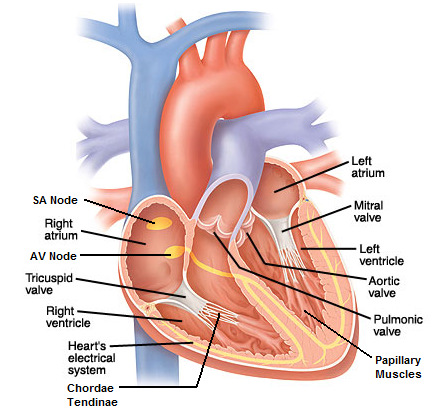 SA Node
Right
atrium
AV Node
Tricuspid
valve
Right
ventricle
Heart's
electrical
system
Chordae
Tendinae
Left
atrium
Mitral
valve
Left
ventricle
Aortic
valve
Pulmonic
valve
Papillary
Muscles